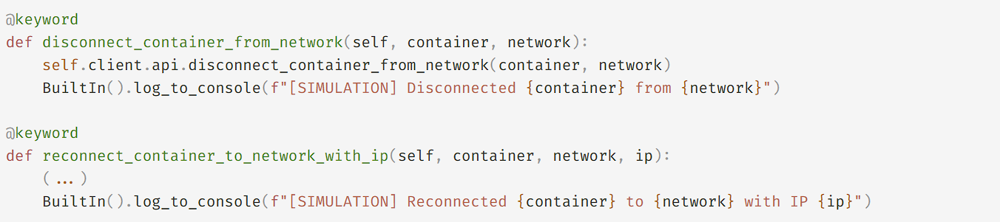 @keyword
def disconnect_container_from_network(self, container, network):
    self.client.api.disconnect_container_from_network(container, network)
    BuiltIn().log_to_console(f"[SIMULATION] Disconnected {container} from {network}")

@keyword
def reconnect_container_to_network_with_ip(self, container, network, ip):
    (...)
    BuiltIn().log_to_console(f"[SIMULATION] Reconnected {container} to {network} with IP {ip}")